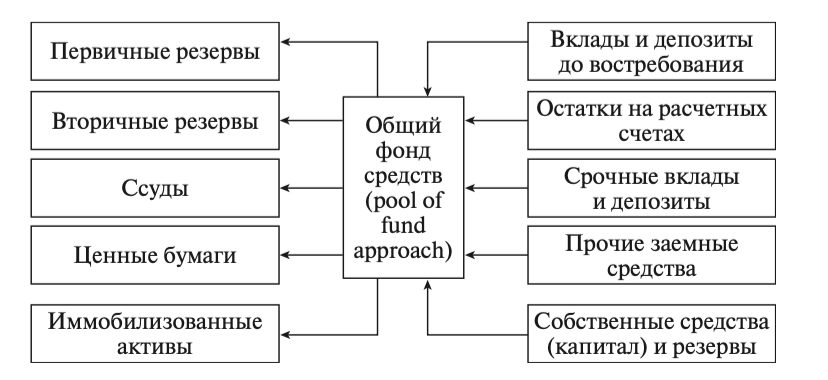 Первичные резервы
Вторичные резервы
Ссуды
Ценные бумаги
Иммобилизованные
активы
Общий
фонд
средств
(pool of
fund
approach)
Вклады и депозиты
до востребования
Остатки на расчетных
счетах
Срочные вклады
и депозиты
Прочие заемные
средства
Собственные средства
(капитал) и резервы